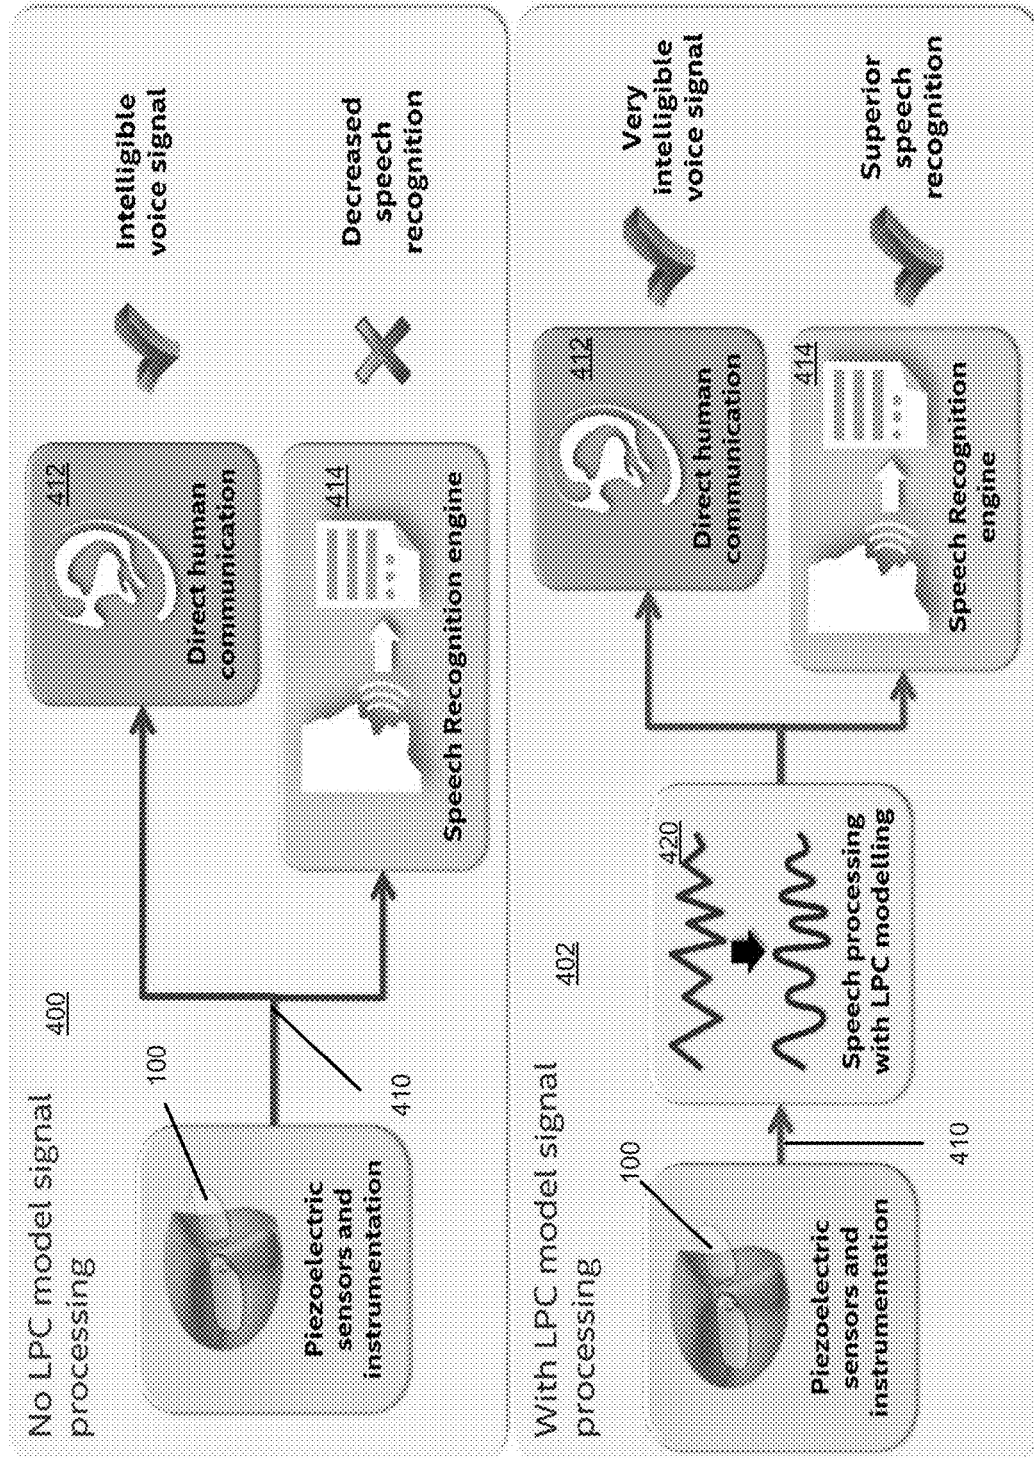 No LPC model signal
processing
400
100
Piezoelectric
sensors and
instrumentation
410
412
Direct human
communication
414
Speech Recognition engine
Intelligible
voice signal
Decreased
speech
recognition
With LPC model signal
processing
402
100
Piezoelectric
sensors and
instrumentation
410
420
Speech processing
with LPC modelling
412
Direct human
communication
414
Speech Recognition
engine
Very
intelligible
voice signal
Superior
speech
recognition